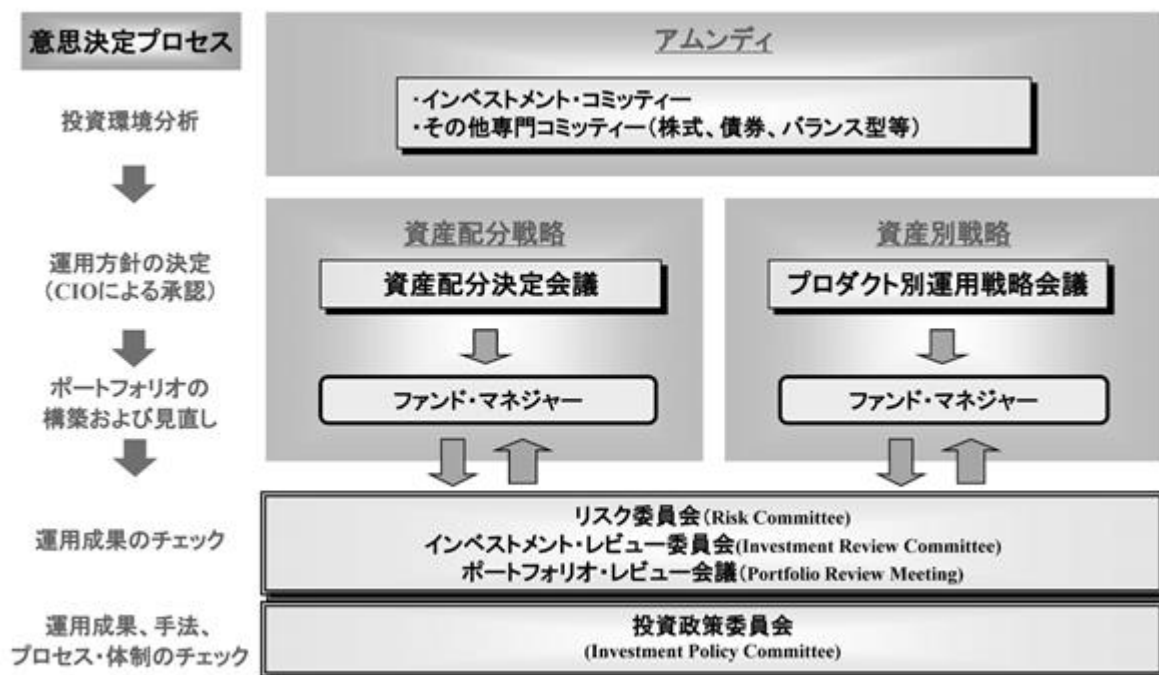 意思決定プロセス
アムンディ
投資環境分析
・インベストメント・コミッティー
・その他専門コミッティー（株式、債券、バランス型等）
運用方針の決定
（CIOによる承認）
資産配分戦略
資産配分決定会議
資産別戦略
プロダクト別運用戦略会議
ポートフォリオの
構築および見直し
ファンド・マネジャー
ファンド・マネジャー
運用成果のチェック
リスク委員会(Risk Committee)
インベストメント・レビュー委員会(Investment Review Committee)
ポートフォリオ・レビュー会議(Portfolio Review Meeting)
運用成果、手法、
プロセス・体制のチェック
投資政策委員会
(Investment Policy Committee)